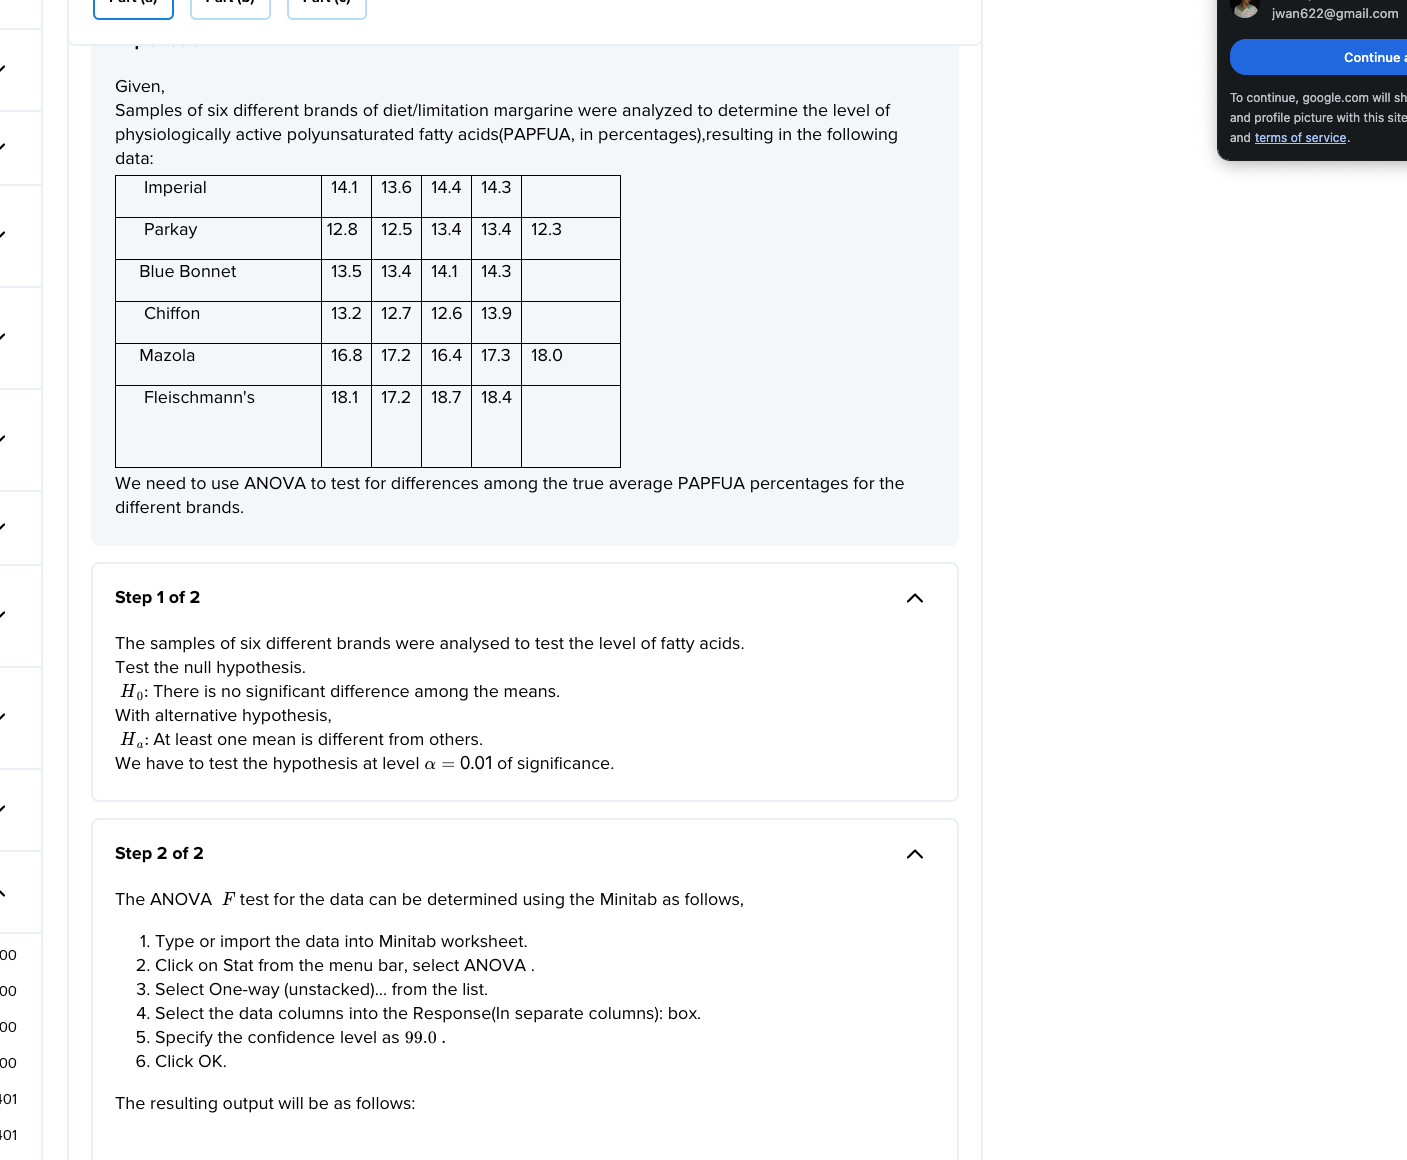 jwan622@gmail.com
Continue a
To continue, google.com will sh
and profile picture with this site
and terms of service.
Given,
Samples of six different brands of diet/limitation margarine were analyzed to determine the level of
physiologically active polyunsaturated fatty acids(PAPFUA, in percentages),resulting in the following
data:
Imperial 14.1 13.6 14.4 14.3
Parkay 12.8 12.5 13.4 13.4 12.3
Blue Bonnet 13.5 13.4 14.1 14.3
Chiffon 13.2 12.7 12.6 13.9
Mazola 16.8 17.2 16.4 17.3 18.0
Fleischmann's 18.1 17.2 18.7 18.4
We need to use ANOVA to test for differences among the true average PAPFUA percentages for the
different brands.
Step 1 of 2
The samples of six different brands were analysed to test the level of fatty acids.
Test the null hypothesis.
H₀: There is no significant difference among the means.
With alternative hypothesis,
Hₐ: At least one mean is different from others.
We have to test the hypothesis at level α = 0.01 of significance.
Step 2 of 2
The ANOVA F test for the data can be determined using the Minitab as follows,
1. Type or import the data into Minitab worksheet.
2. Click on Stat from the menu bar, select ANOVA .
3. Select One-way (unstacked)... from the list.
4. Select the data columns into the Response(In separate columns): box.
5. Specify the confidence level as 99.0 .
6. Click OK.
The resulting output will be as follows:
00
00
00
00
401
401